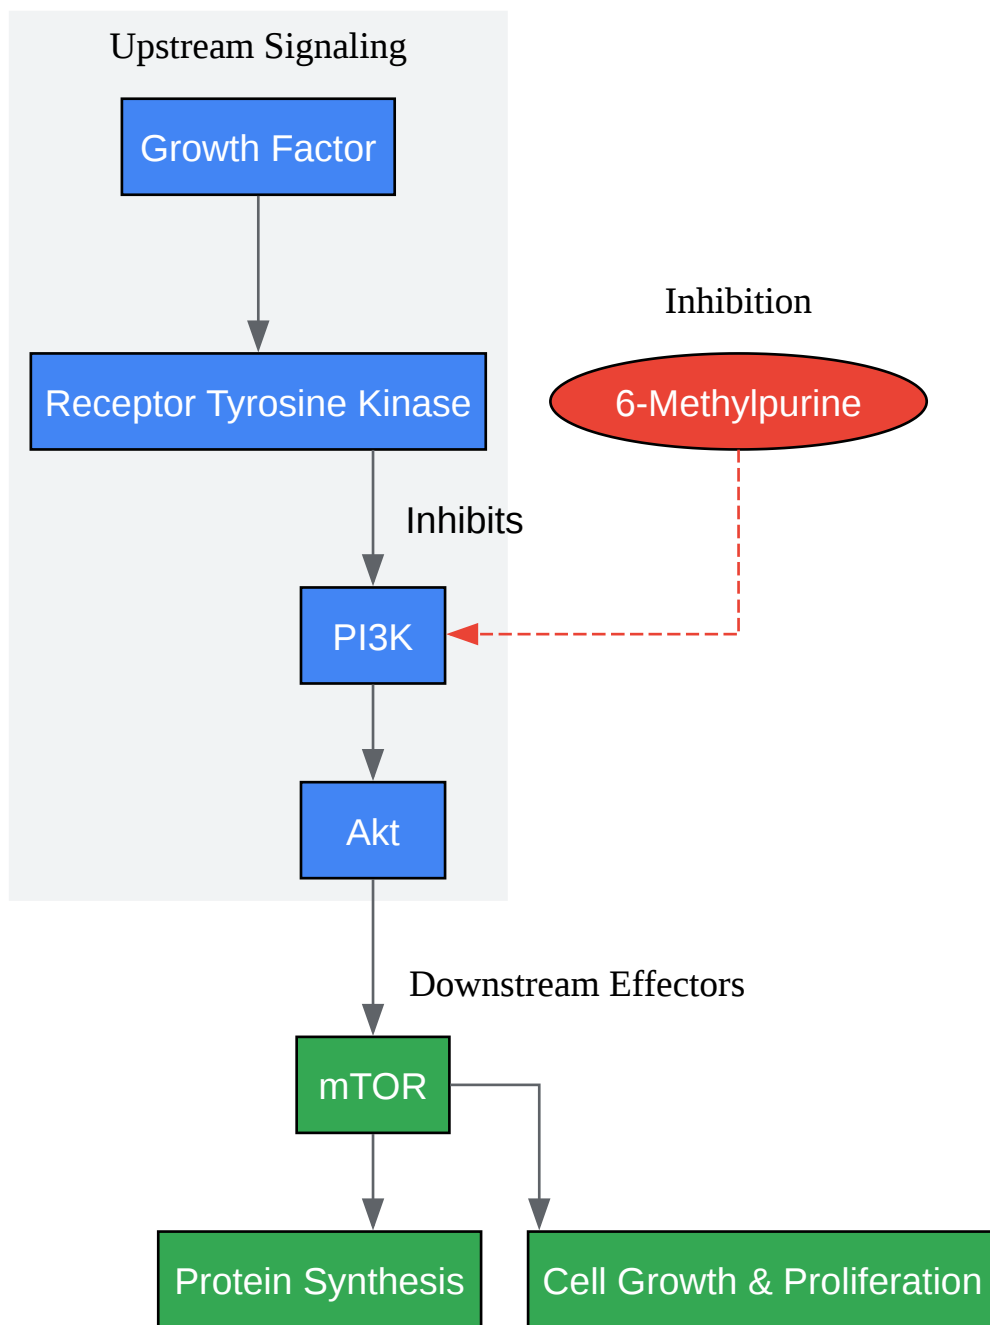 Upstream Signaling
Growth Factor
Inhibition
Receptor Tyrosine Kinase
6-Methylpurine
Inhibits
PI3K
Akt
Downstream Effectors
mTOR
Protein Synthesis
Cell Growth & Proliferation